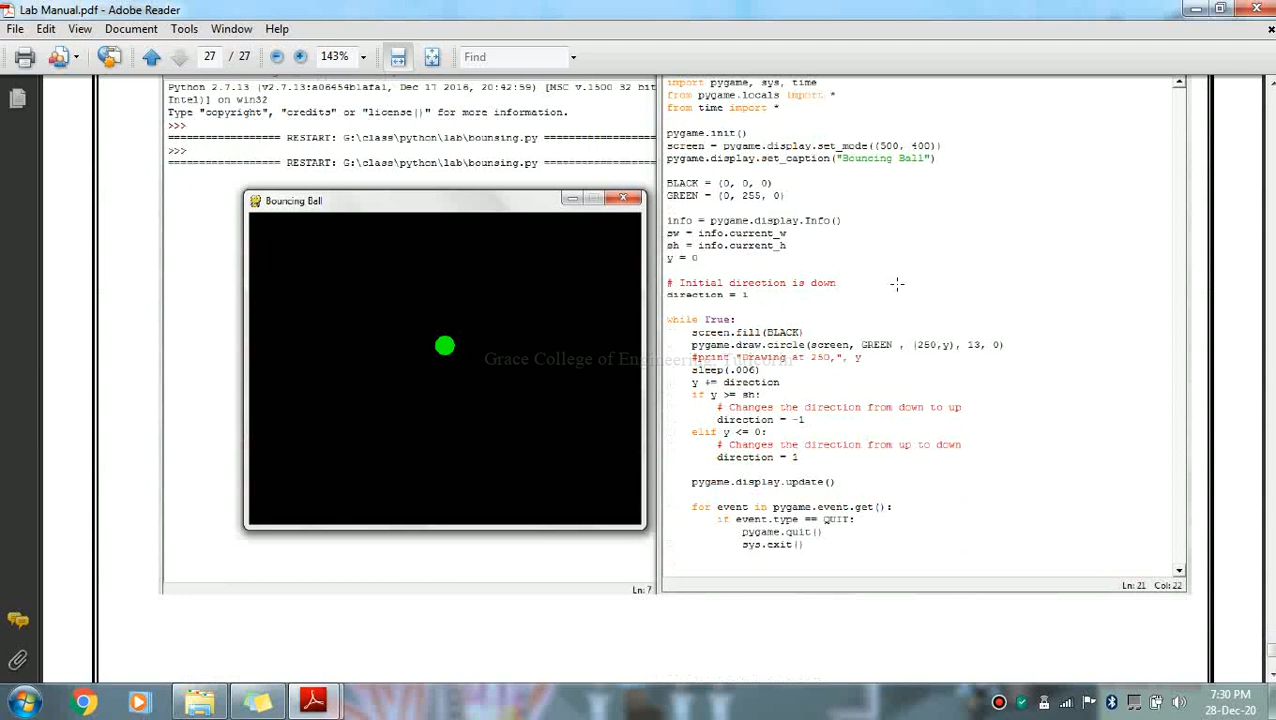 Lab Manual.pdf - Adobe Reader
File Edit View Document Tools Window Help
27 / 27 143% Find
Python 2.7.13 (v2.7.13:a06454b1afa1, Dec 17 2016, 20:42:59) [MSC v.1500 32 bit
Intel)] on win32
Type "copyright", "credits" or "license()" for more information.
>>>
================= RESTART: G:\class\python\lab\bounsing.py
>>>
================= RESTART: G:\class\python\lab\bounsing.py
Bouncing Ball
Ln: 7
import pygame, sys, time
from pygame.locals import *
from time import *
pygame.init()
screen = pygame.display.set_mode((500, 400))
pygame.display.set_caption("Bouncing Ball")
BLACK = (0, 0, 0)
GREEN = (0, 255, 0)
info = pygame.display.Info()
sw = info.current_w
sh = info.current_h
y = 0
# Initial direction is down
direction = 1
while True:
screen.fill(BLACK)
pygame.draw.circle(screen, GREEN , (250,y), 13, 0)
#print "Drawing at 250,", y
sleep(.006)
y += direction
if y >= sh:
# Changes the direction from down to up
direction = -1
elif y <= 0:
# Changes the direction from up to down
direction = 1
pygame.display.update()
for event in pygame.event.get():
if event.type == QUIT:
pygame.quit()
sys.exit()
Ln: 21 Col: 22
Grace College of Engineering, Tuticorin
7:30 PM
28-Dec-20